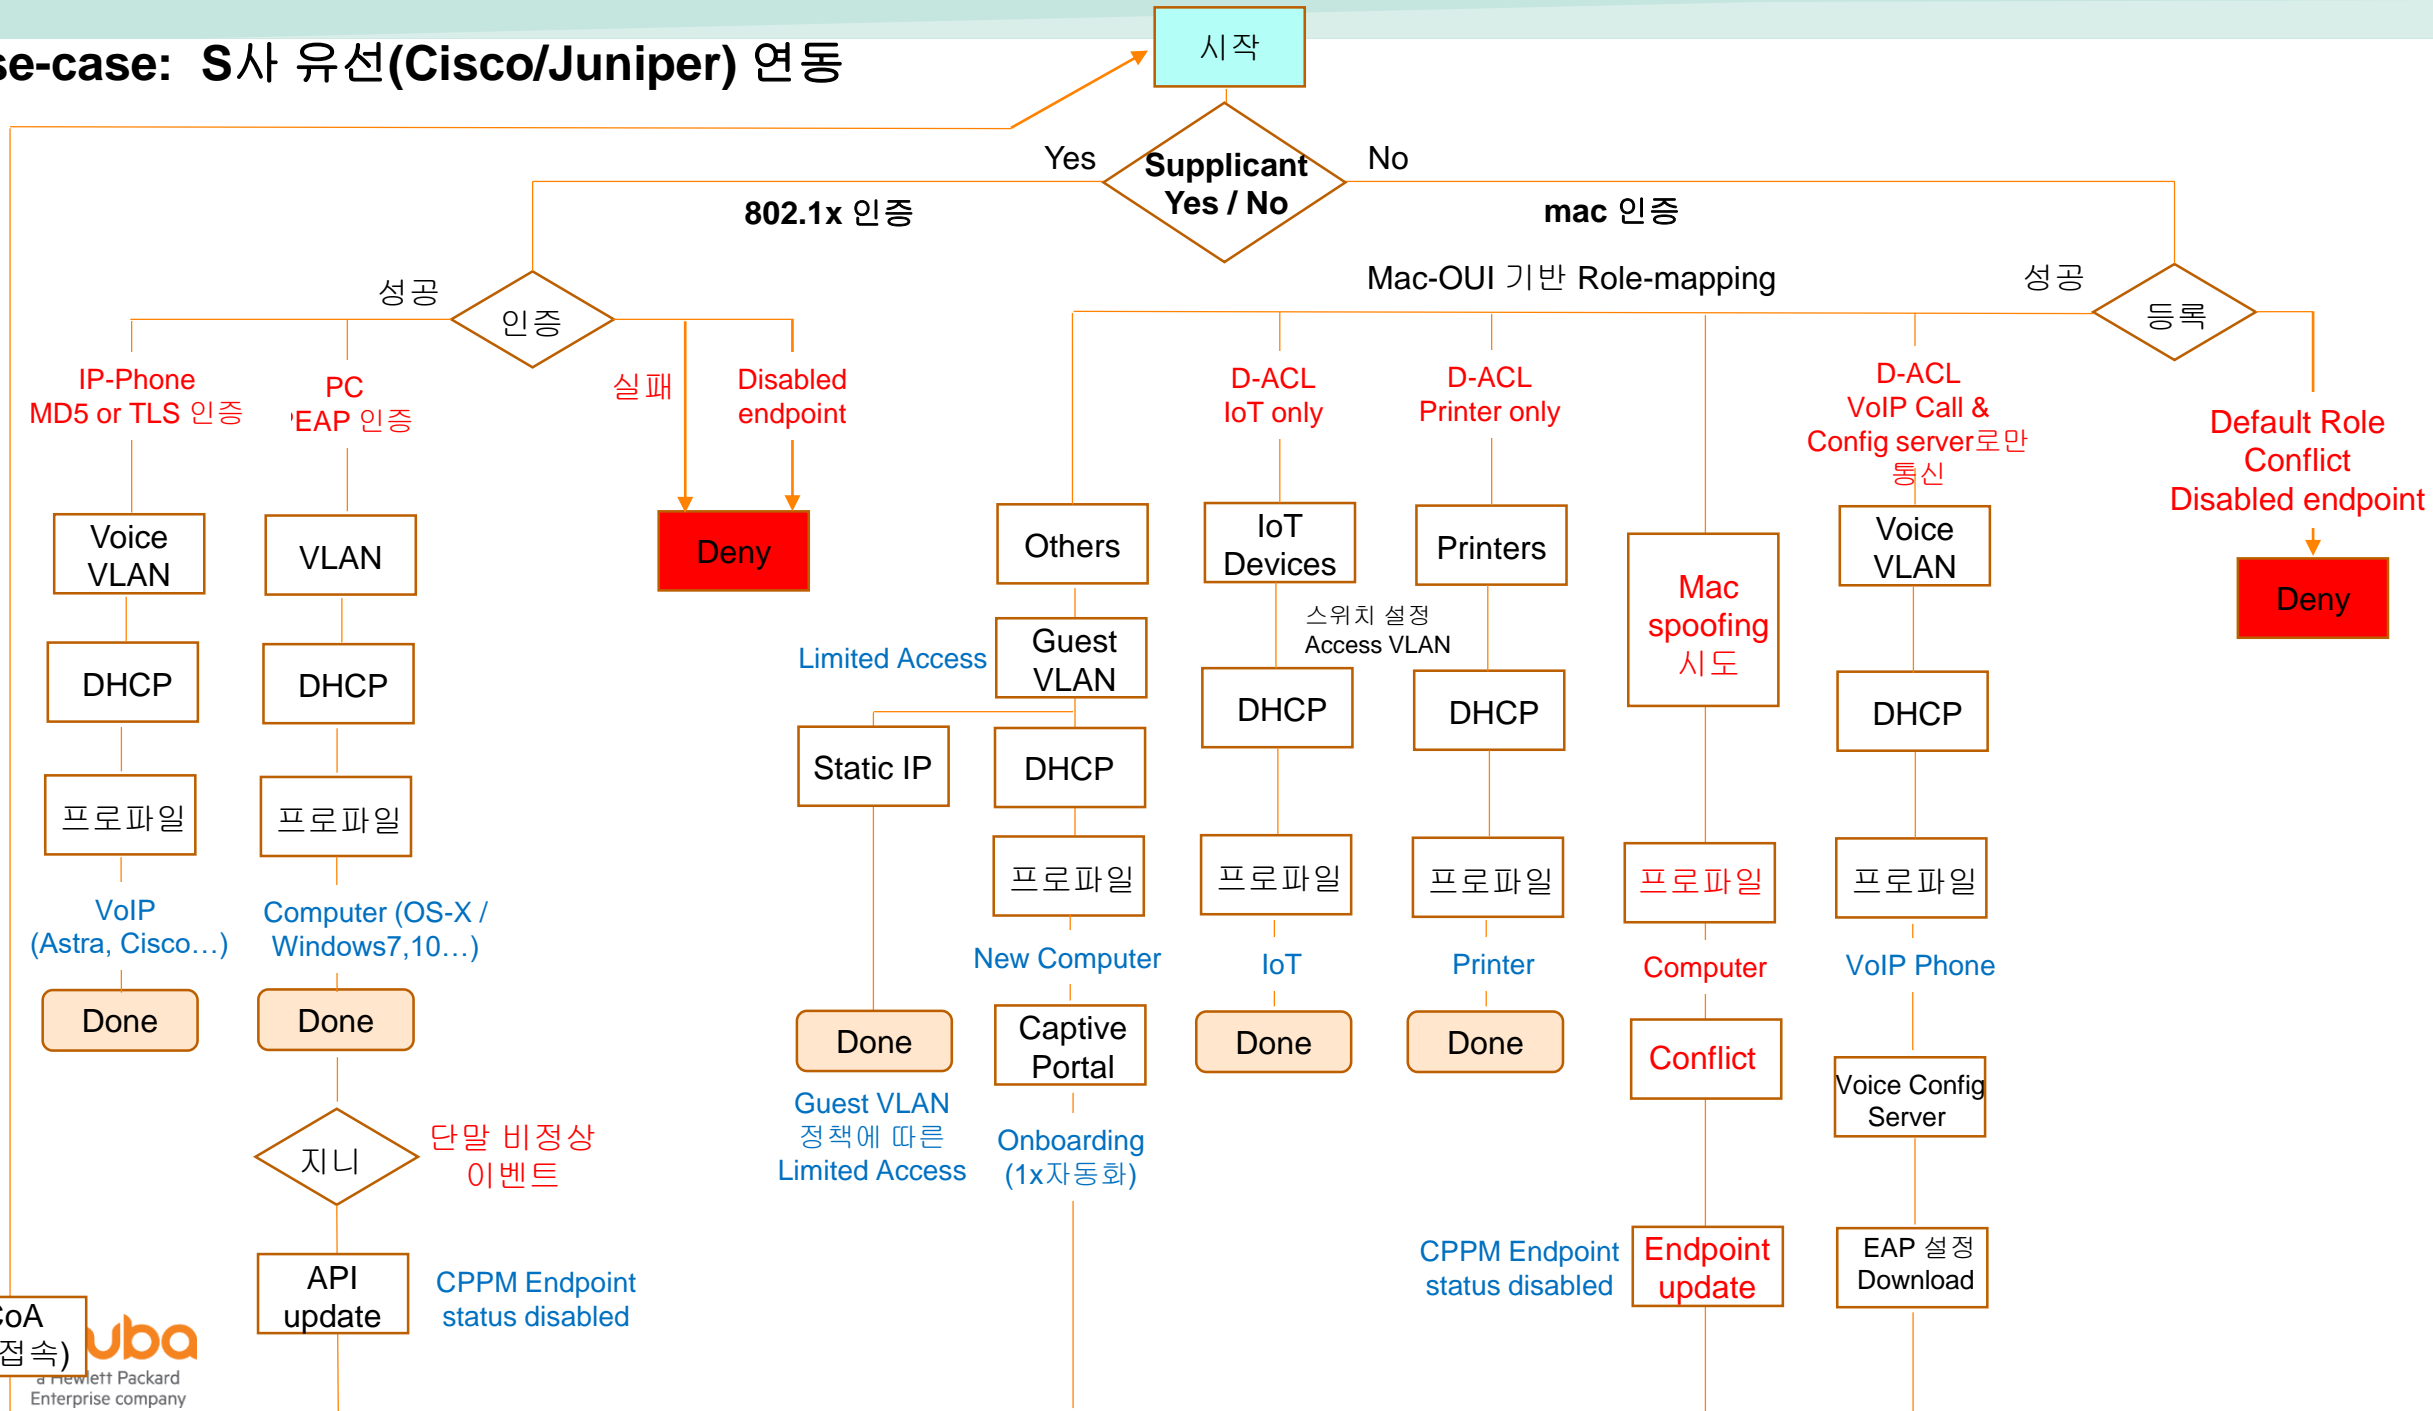 se-case: S사 유선(Cisco/Juniper) 연동
시작
Supplicant
Yes / No
Yes
No
802.1x 인증
mac 인증
Mac-OUI 기반 Role-mapping
성공
인증
성공
등록
IP-Phone
MD5 or TLS 인증
PC
EAP 인증
실패
Disabled
endpoint
D-ACL
IoT only
D-ACL
Printer only
D-ACL
VoIP Call &
Config server로만
통신
Default Role
Conflict
Disabled endpoint
Voice
VLAN
VLAN
Deny
Others
IoT
Devices
Printers
Mac
spoofing
시도
Voice
VLAN
Deny
스위치 설정
Access VLAN
Limited Access
Guest
VLAN
DHCP
DHCP
Static IP
DHCP
DHCP
DHCP
DHCP
프로파일
프로파일
프로파일
프로파일
프로파일
프로파일
프로파일
VoIP
(Astra, Cisco…)
Computer (OS-X /
Windows7,10…)
New Computer
IoT
Printer
Computer
VoIP Phone
Done
Done
Done
Captive
Portal
Done
Done
Conflict
Voice Config
Server
Guest VLAN
정책에 따른
Limited Access
Onboarding
(1x자동화)
지니
단말 비정상
이벤트
API
update
CPPM Endpoint
status disabled
CPPM Endpoint
status disabled
Endpoint
update
EAP 설정
Download
CoA
접속)
uba
a Hewlett Packard
Enterprise company